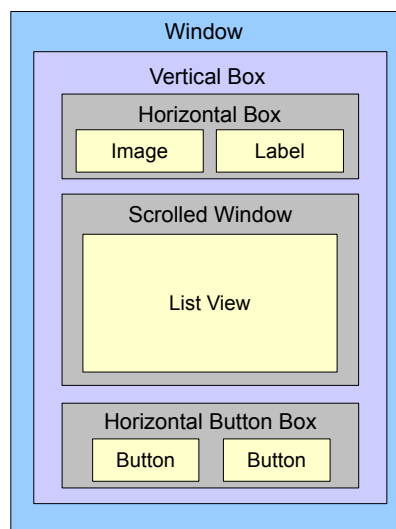 Window
Vertical Box
Horizontal Box
Image Label
Scrolled Window
List View
Horizontal Button Box
Button Button